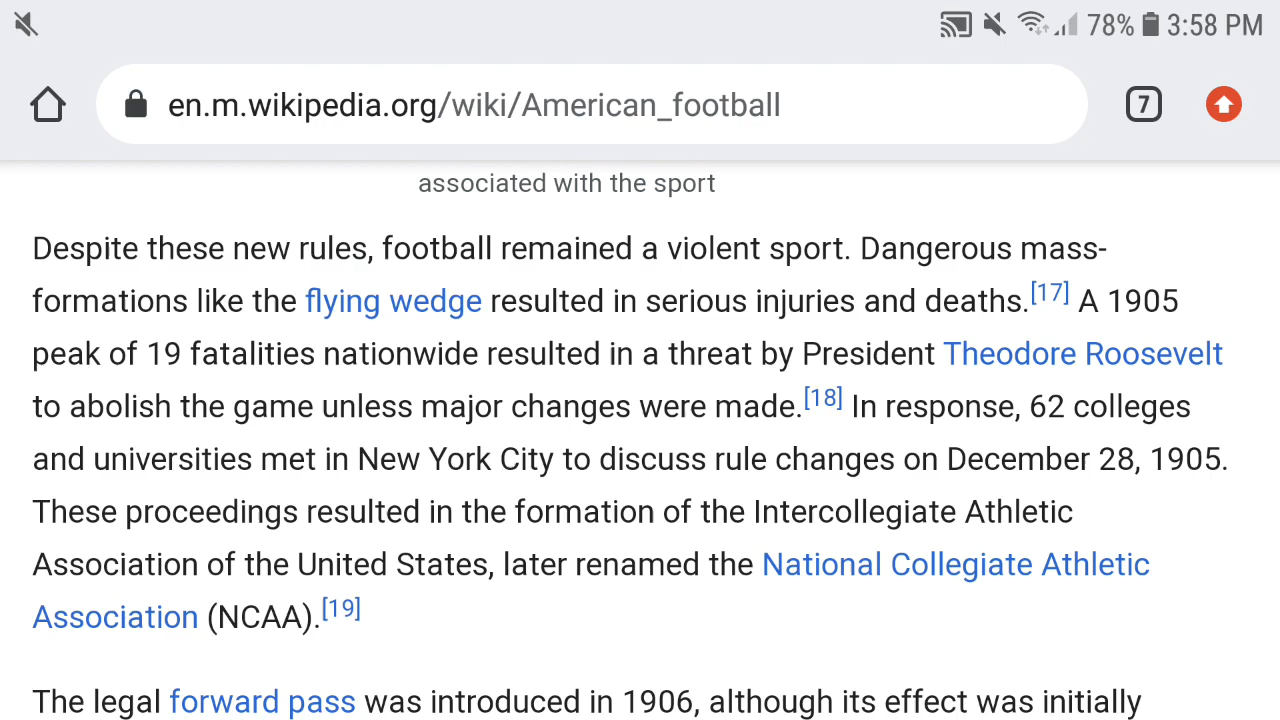 78% 3:58 PM
en.m.wikipedia.org/wiki/American_football 7
associated with the sport
Despite these new rules, football remained a violent sport. Dangerous mass-
formations like the flying wedge resulted in serious injuries and deaths.[17] A 1905
peak of 19 fatalities nationwide resulted in a threat by President Theodore Roosevelt
to abolish the game unless major changes were made.[18] In response, 62 colleges
and universities met in New York City to discuss rule changes on December 28, 1905.
These proceedings resulted in the formation of the Intercollegiate Athletic
Association of the United States, later renamed the National Collegiate Athletic
Association (NCAA).[19]
The legal forward pass was introduced in 1906, although its effect was initially